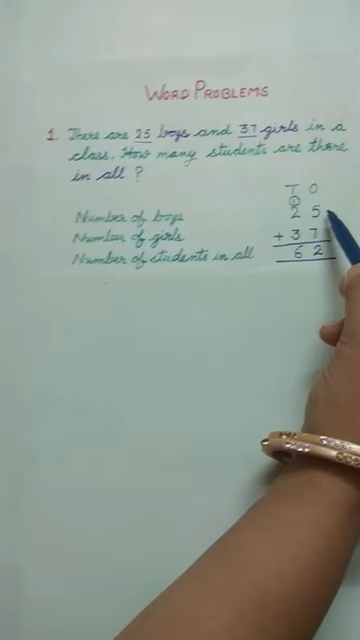 WORD PROBLEMS
1. There are 25 boys and 37 girls in a
class. How many students are there
in all ?
T O
1
Number of boys 2 5
Number of girls + 3 7
Number of students in all 6 2